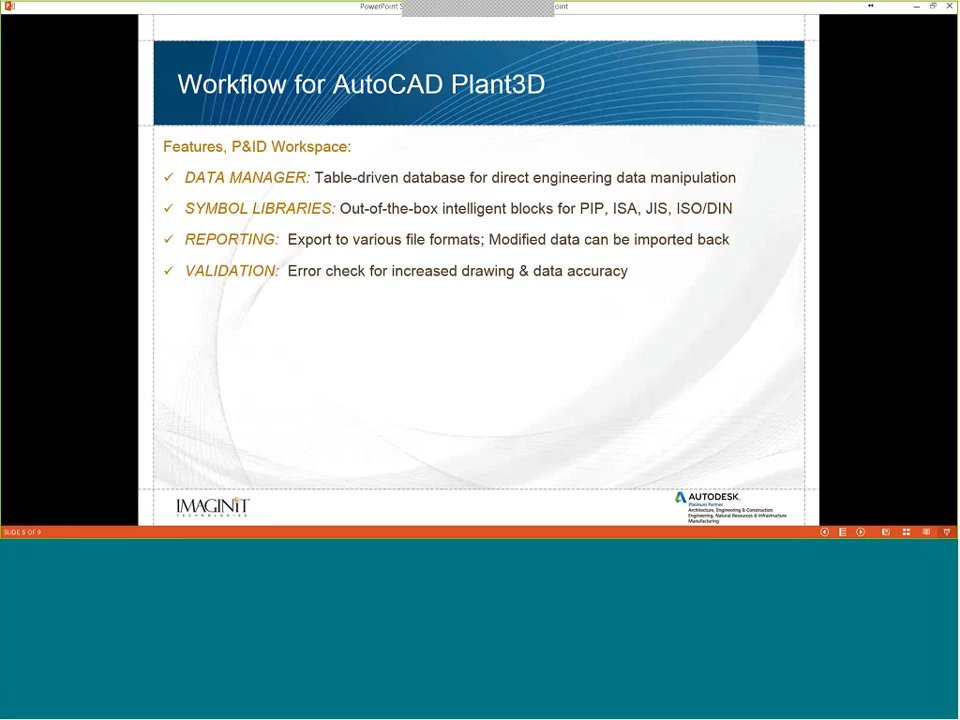 PowerPoint S
oint
Workflow for AutoCAD Plant3D
Features, P&ID Workspace:
✓ DATA MANAGER: Table-driven database for direct engineering data manipulation
✓ SYMBOL LIBRARIES: Out-of-the-box intelligent blocks for PIP, ISA, JIS, ISO/DIN
✓ REPORTING: Export to various file formats; Modified data can be imported back
✓ VALIDATION: Error check for increased drawing & data accuracy
IMAGINiT
TECHNOLOGIES
AUTODESK.
Platinum Partner
Architecture, Engineering & Construction
Engineering, Natural Resources & Infrastructure
Manufacturing
SLIDE 5 OF 9